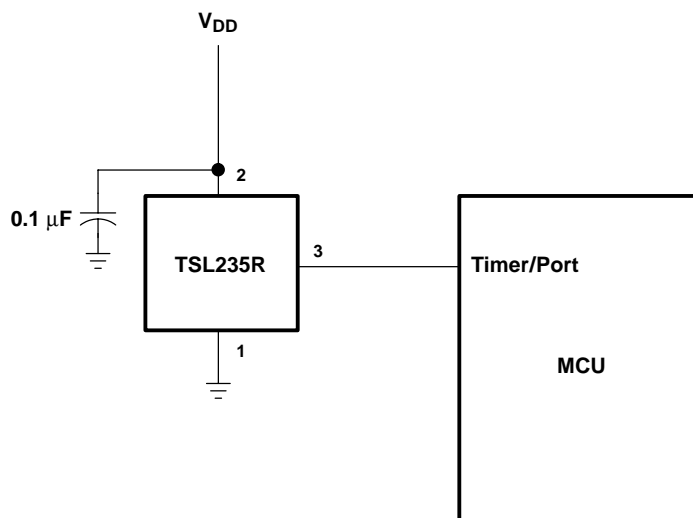 VDD
2
0.1 μF
TSL235R
3
Timer/Port
1
MCU